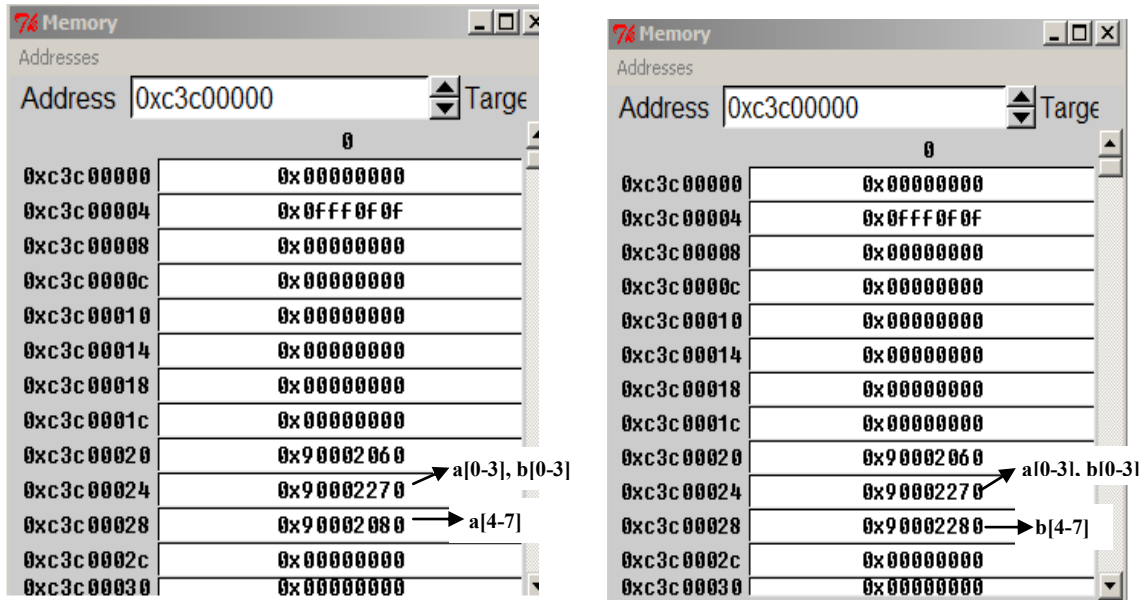 Memory
Addresses
Address 0xc3c00000 Targe
0
0xc3c00000 0x00000000
0xc3c00004 0x0fff0f0f
0xc3c00008 0x00000000
0xc3c0000c 0x00000000
0xc3c00010 0x00000000
0xc3c00014 0x00000000
0xc3c00018 0x00000000
0xc3c0001c 0x00000000
0xc3c00020 0x90002060
a[0-3], b[0-3]
0xc3c00024 0x90002270
0xc3c00028 0x90002080 a[4-7]
0xc3c0002c 0x00000000
0xc3c00030 0x00000000
Memory
Addresses
Address 0xc3c00000 Targe
0
0xc3c00000 0x00000000
0xc3c00004 0x0fff0f0f
0xc3c00008 0x00000000
0xc3c0000c 0x00000000
0xc3c00010 0x00000000
0xc3c00014 0x00000000
0xc3c00018 0x00000000
0xc3c0001c 0x00000000
0xc3c00020 0x90002060
a[0-3], b[0-3]
0xc3c00024 0x90002270
0xc3c00028 0x90002280 b[4-7]
0xc3c0002c 0x00000000
0xc3c00030 0x00000000